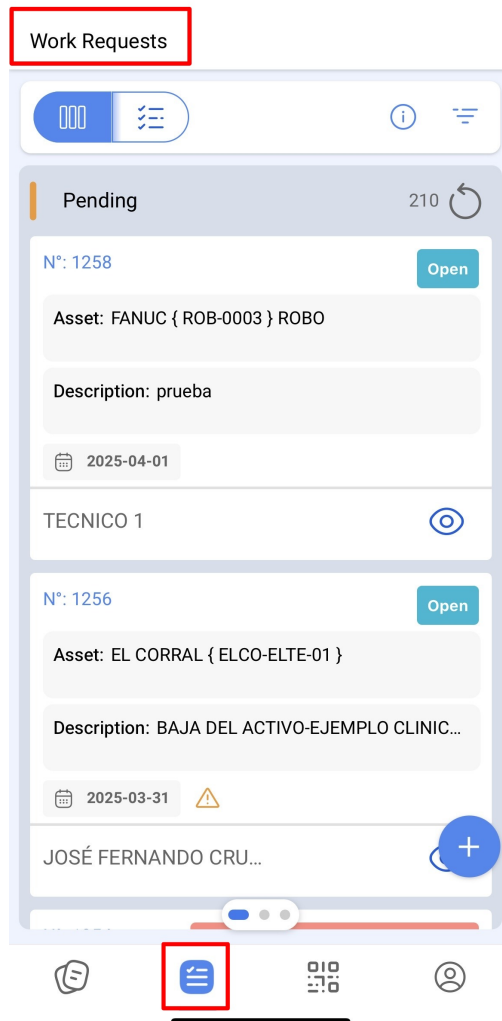 Work Requests
Pending
210
N°: 1258
Open
Asset: FANUC { ROB-0003 } ROBO
Description: prueba
2025-04-01
TECNICO 1
N°: 1256
Open
Asset: EL CORRAL { ELCO-ELTE-01 }
Description: BAJA DEL ACTIVO-EJEMPLO CLINIC...
2025-03-31
JOSÉ FERNANDO CRU...